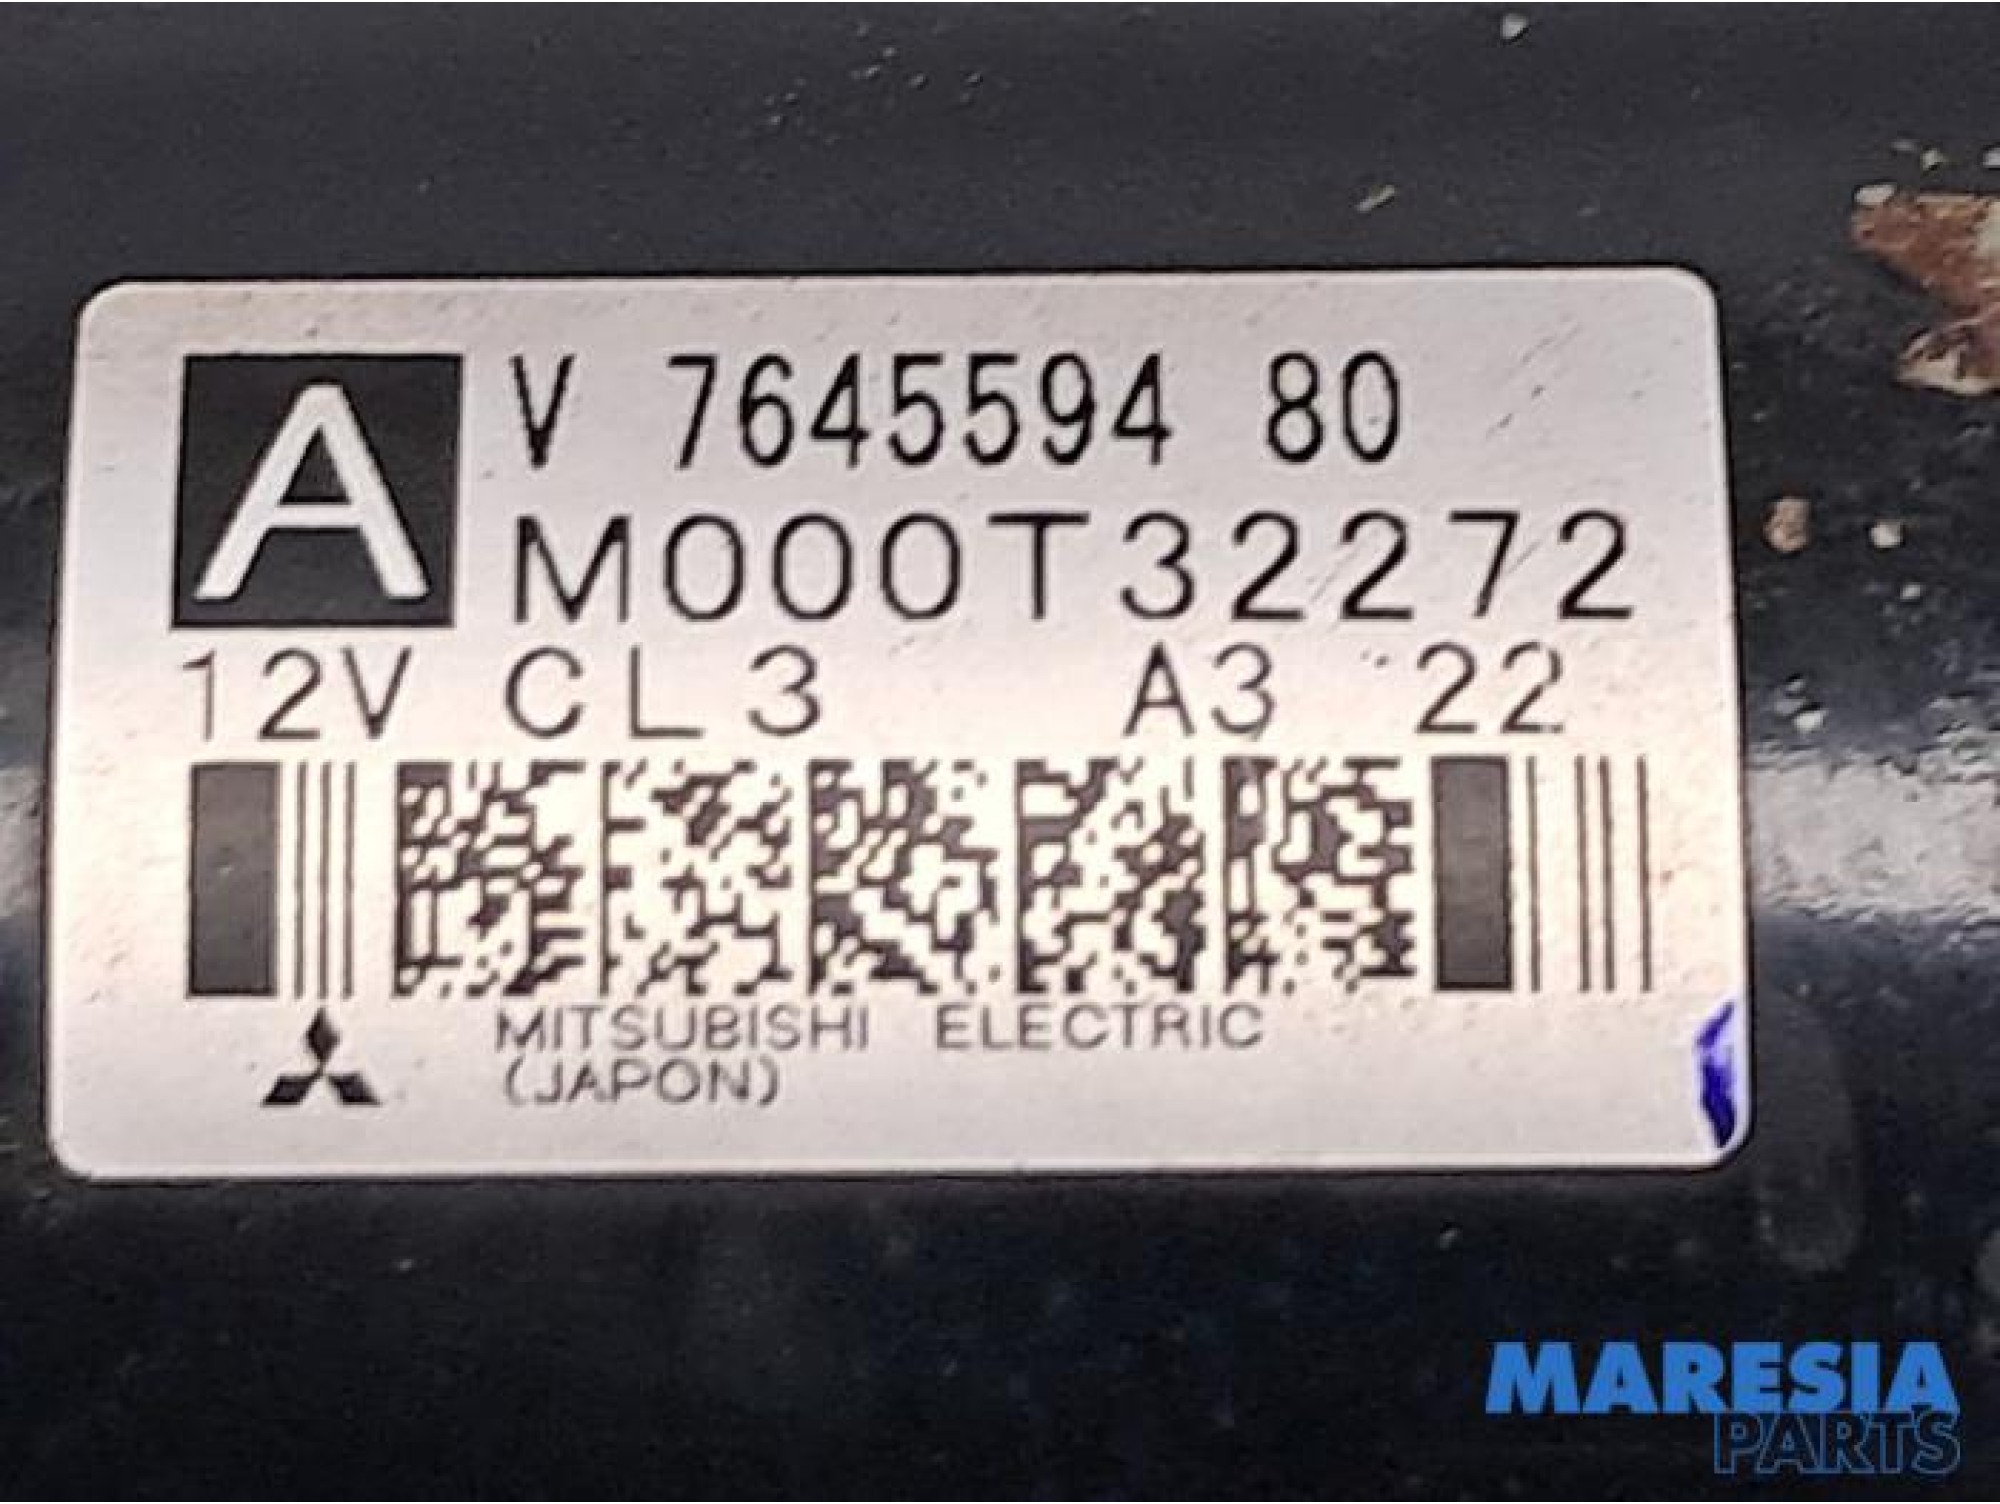 A
V 7645594 80
M000T32272
12V CL3 A3 22
MITSUBISHI ELECTRIC
(JAPON)
MARESIA
PARTS